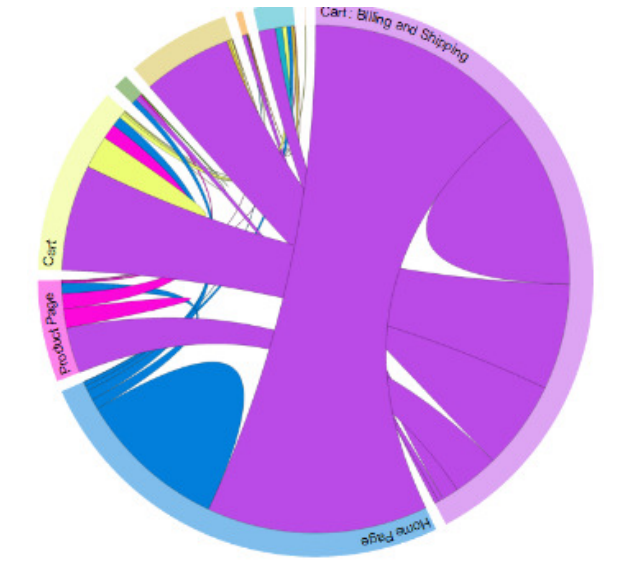 Cart : Billing and Shipping
Cart
Product Page
Home Page